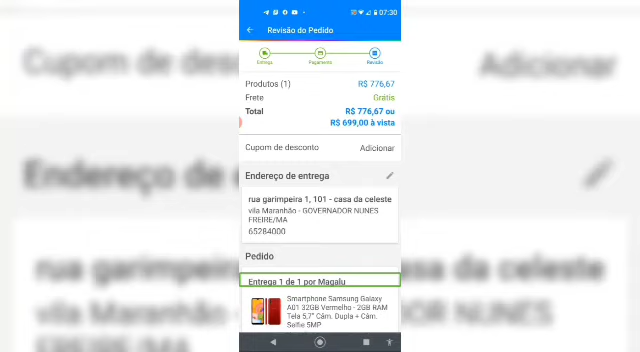 07:30
Revisão do Pedido
Entrega Pagamento Revisão
Produtos (1) R$ 776,67
Frete Grátis
Total R$ 776,67 ou
R$ 699,00 à vista
Cupom de desconto Adicionar
Endereço de entrega
rua garimpeira 1, 101 - casa da celeste
vila Maranhão - GOVERNADOR NUNES
FREIRE/MA
65284000
Pedido
Entrega 1 de 1 por Magalu
Smartphone Samsung Galaxy
A01 32GB Vermelho - 2GB RAM
Tela 5,7" Câm. Dupla + Câm.
Selfie 5MP
Cupom de des Adicionar
Endereço de e
rua garimpeira sa da celeste
vila Maranhão NUNES
FREIRE/MA